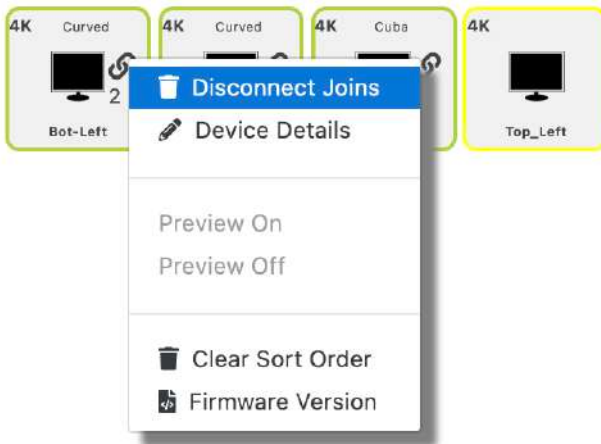 4K Curved 4K Curved 4K Cuba 4K
2
Bot-Left Top_Left
Disconnect Joins
Device Details
Preview On
Preview Off
Clear Sort Order
Firmware Version